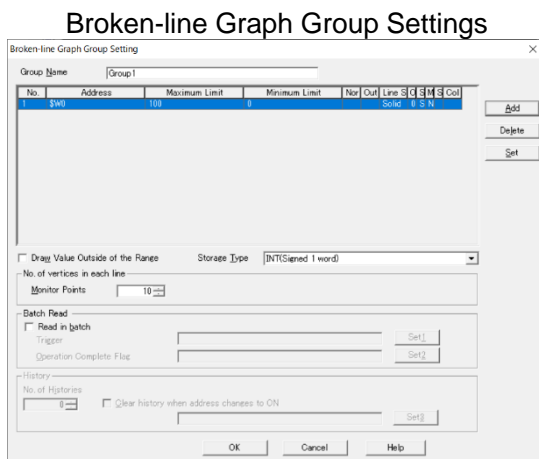 Broken-line Graph Group Settings
Broken-line Graph Group Setting
Group Name Group1
No. Address Maximum Limit Minimum Limit Nor Out Line S O S M S Col
1 $W0 100 0 Solid 0 S N
Add
Delete
Set
Draw Value Outside of the Range Storage Type INT(Signed 1 word)
No. of vertices in each line
Monitor Points 10
Batch Read
Read in batch
Trigger Set1
Operation Complete Flag Set2
History
No. of Histories
0 Clear history when address changes to ON
Set3
OK Cancel Help